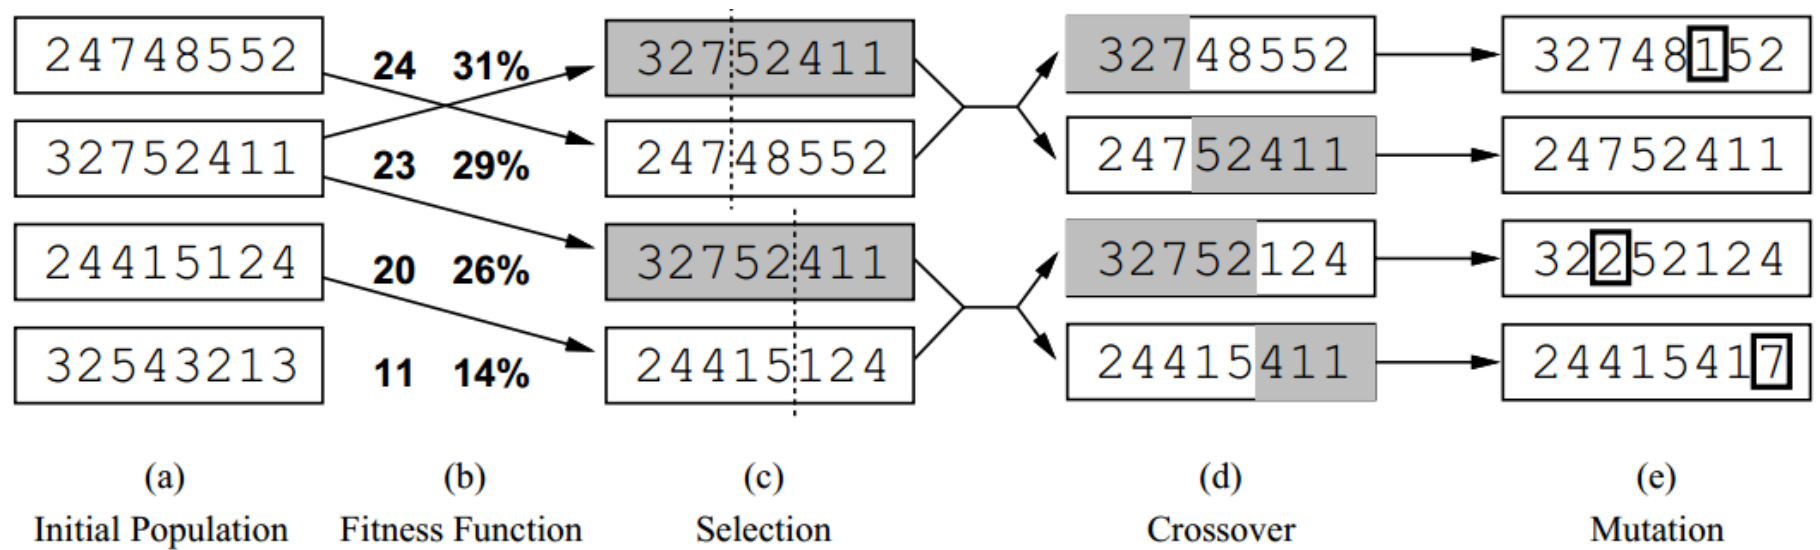 24748552 24 31% 32752411 32748552 32748152
32752411 23 29% 24748552 24752411 24752411
24415124 20 26% 32752411 32752124 32252124
32543213 11 14% 24415124 24415411 24415417
(a) (b) (c) (d) (e)
Initial Population Fitness Function Selection Crossover Mutation